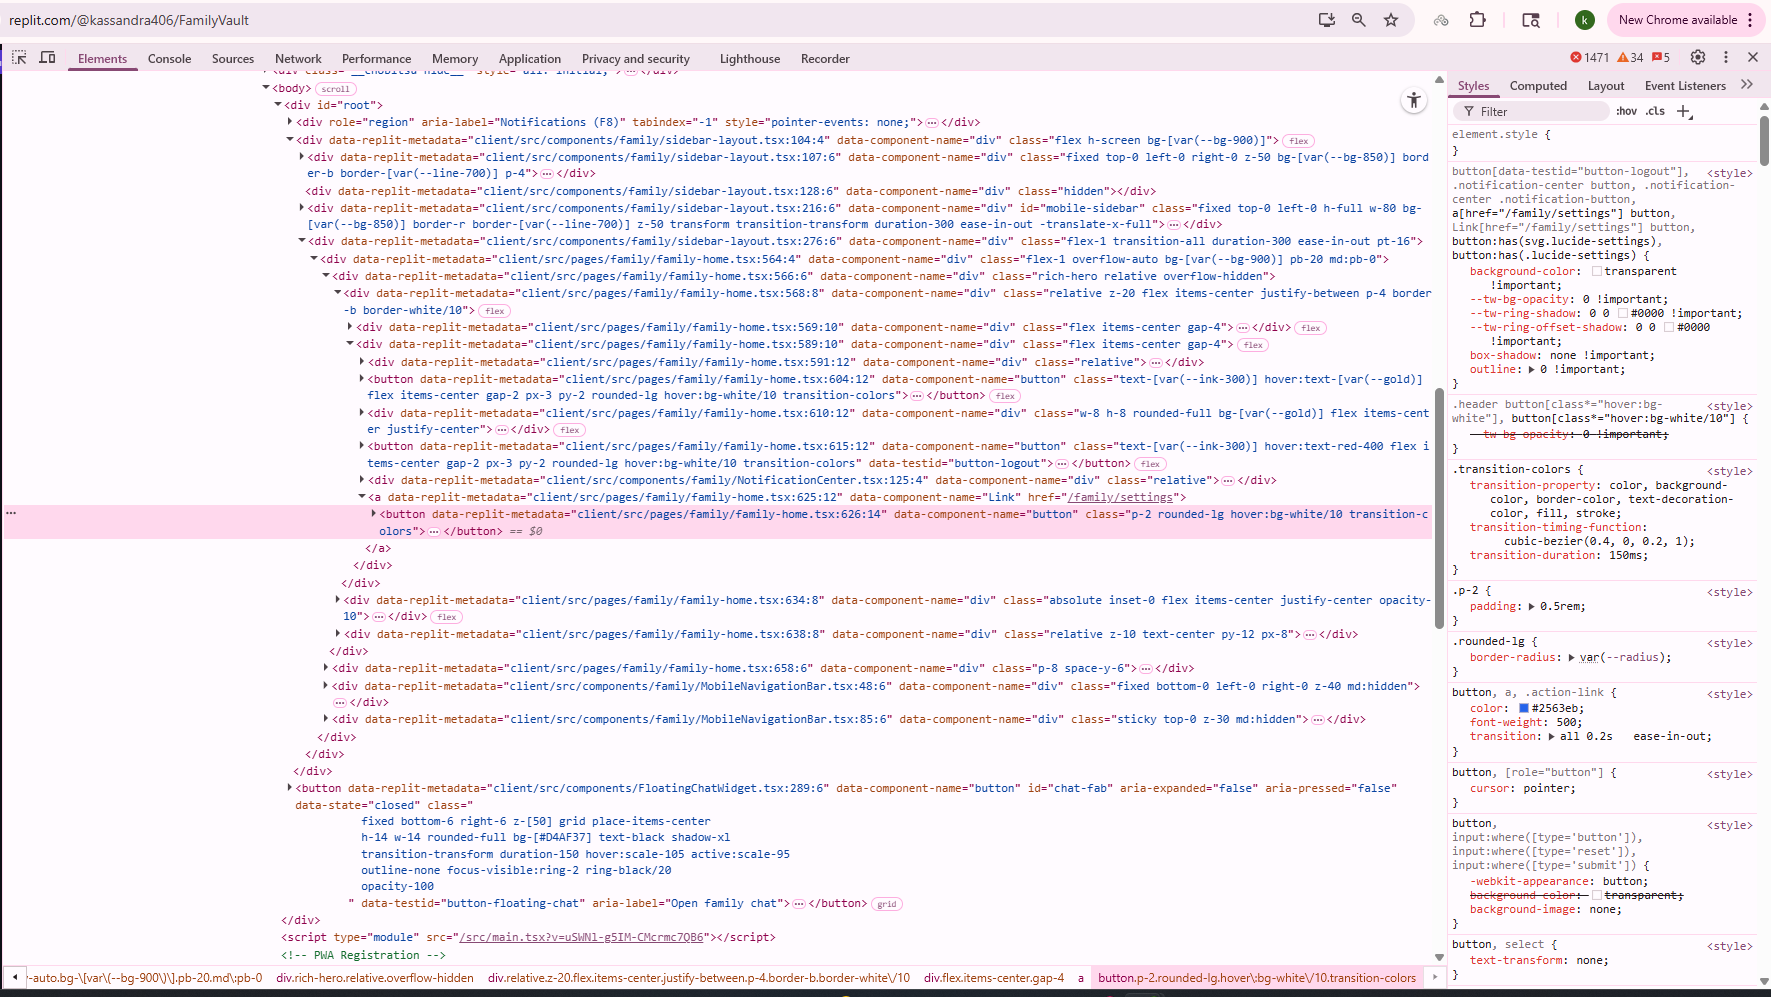 replit.com/@kassandra406/FamilyVault
k
New Chrome available
Elements Console Sources Network Performance Memory Application Privacy and security Lighthouse Recorder
1471 34 5
<body> scroll
<div id="root">
<div role="region" aria-label="Notifications (F8)" tabindex="-1" style="pointer-events: none;"> </div>
<div data-replit-metadata="client/src/components/family/sidebar-layout.tsx:104:4" data-component-name="div" class="flex h-screen bg-[var(--bg-900)]"> flex
<div data-replit-metadata="client/src/components/family/sidebar-layout.tsx:107:6" data-component-name="div" class="fixed top-0 left-0 right-0 z-50 bg-[var(--bg-850)] bord
er-b border-[var(--line-700)] p-4"> </div>
<div data-replit-metadata="client/src/components/family/sidebar-layout.tsx:128:6" data-component-name="div" class="hidden"></div>
<div data-replit-metadata="client/src/components/family/sidebar-layout.tsx:216:6" data-component-name="div" id="mobile-sidebar" class="fixed top-0 left-0 h-full w-80 bg-
[var(--bg-850)] border-r border-[var(--line-700)] z-50 transform transition-transform duration-300 ease-in-out -translate-x-full"> </div>
<div data-replit-metadata="client/src/components/family/sidebar-layout.tsx:276:6" data-component-name="div" class="flex-1 transition-all duration-300 ease-in-out pt-16">
<div data-replit-metadata="client/src/pages/family/family-home.tsx:564:4" data-component-name="div" class="flex-1 overflow-auto bg-[var(--bg-900)] pb-20 md:pb-0">
<div data-replit-metadata="client/src/pages/family/family-home.tsx:566:6" data-component-name="div" class="rich-hero relative overflow-hidden">
<div data-replit-metadata="client/src/pages/family/family-home.tsx:568:8" data-component-name="div" class="relative z-20 flex items-center justify-between p-4 border
-b border-white/10"> flex
<div data-replit-metadata="client/src/pages/family/family-home.tsx:569:10" data-component-name="div" class="flex items-center gap-4"> </div> flex
<div data-replit-metadata="client/src/pages/family/family-home.tsx:589:10" data-component-name="div" class="flex items-center gap-4"> flex
<div data-replit-metadata="client/src/pages/family/family-home.tsx:591:12" data-component-name="div" class="relative"> </div>
<button data-replit-metadata="client/src/pages/family/family-home.tsx:604:12" data-component-name="button" class="text-[var(--ink-300)] hover:text-[var(--gold)]
flex items-center gap-2 px-3 py-2 rounded-lg hover:bg-white/10 transition-colors"> </button> flex
<div data-replit-metadata="client/src/pages/family/family-home.tsx:610:12" data-component-name="div" class="w-8 h-8 rounded-full bg-[var(--gold)] flex items-cent
er justify-center"> </div> flex
<button data-replit-metadata="client/src/pages/family/family-home.tsx:615:12" data-component-name="button" class="text-[var(--ink-300)] hover:text-red-400 flex i
tems-center gap-2 px-3 py-2 rounded-lg hover:bg-white/10 transition-colors" data-testid="button-logout"> </button> flex
<div data-replit-metadata="client/src/components/family/NotificationCenter.tsx:125:4" data-component-name="div" class="relative"> </div>
<a data-replit-metadata="client/src/pages/family/family-home.tsx:625:12" data-component-name="Link" href="/family/settings">
<button data-replit-metadata="client/src/pages/family/family-home.tsx:626:14" data-component-name="button" class="p-2 rounded-lg hover:bg-white/10 transition-c
olors"> </button> == $0
</a>
</div>
</div>
<div data-replit-metadata="client/src/pages/family/family-home.tsx:634:8" data-component-name="div" class="absolute inset-0 flex items-center justify-center opacity-
10"> </div> flex
<div data-replit-metadata="client/src/pages/family/family-home.tsx:638:8" data-component-name="div" class="relative z-10 text-center py-12 px-8"> </div>
</div>
<div data-replit-metadata="client/src/pages/family/family-home.tsx:658:6" data-component-name="div" class="p-8 space-y-6"> </div>
<div data-replit-metadata="client/src/components/family/MobileNavigationBar.tsx:48:6" data-component-name="div" class="fixed bottom-0 left-0 right-0 z-40 md:hidden">
</div>
<div data-replit-metadata="client/src/components/family/MobileNavigationBar.tsx:85:6" data-component-name="div" class="sticky top-0 z-30 md:hidden"> </div>
</div>
</div>
</div>
<button data-replit-metadata="client/src/components/FloatingChatWidget.tsx:289:6" data-component-name="button" id="chat-fab" aria-expanded="false" aria-pressed="false"
data-state="closed" class="
fixed bottom-6 right-6 z-[50] grid place-items-center
h-14 w-14 rounded-full bg-[#D4AF37] text-black shadow-xl
transition-transform duration-150 hover:scale-105 active:scale-95
outline-none focus-visible:ring-2 ring-black/20
opacity-100
" data-testid="button-floating-chat" aria-label="Open family chat"> </button> grid
</div>
<script type="module" src="/src/main.tsx?v=uSWNl-g5IM-CMcrmc7QB6"></script>
<!-- PWA Registration -->
-auto.bg-\[var\(--bg-900\)\].pb-20.md\:pb-0 div.rich-hero.relative.overflow-hidden div.relative.z-20.flex.items-center.justify-between.p-4.border-b.border-white\/10 div.flex.items-center.gap-4 a button.p-2.rounded-lg.hover\:bg-white\/10.transition-colors
Styles Computed Layout Event Listeners
Filter :hov .cls
element.style {
}
button[data-testid="button-logout"], <style>
.notification-center button, .notification-
center .notification-button,
a[href="/family/settings"] button,
Link[href="/family/settings"] button,
button:has(svg.lucide-settings),
button:has(.lucide-settings) {
background-color: transparent
!important;
--tw-bg-opacity: 0 !important;
--tw-ring-shadow: 0 0 #0000 !important;
--tw-ring-offset-shadow: 0 0 #0000
!important;
box-shadow: none !important;
outline: 0 !important;
}
.header button[class*="hover:bg- <style>
white"], button[class*="hover:bg-white/10"] {
--tw-bg-opacity: 0 !important;
}
.transition-colors { <style>
transition-property: color, background-
color, border-color, text-decoration-
color, fill, stroke;
transition-timing-function:
cubic-bezier(0.4, 0, 0.2, 1);
transition-duration: 150ms;
}
.p-2 { <style>
padding: 0.5rem;
}
.rounded-lg { <style>
border-radius: var(--radius);
}
button, a, .action-link { <style>
color: #2563eb;
font-weight: 500;
transition: all 0.2s ease-in-out;
}
button, [role="button"] { <style>
cursor: pointer;
}
button, <style>
input:where([type='button']),
input:where([type='reset']),
input:where([type='submit']) {
-webkit-appearance: button;
background-color: transparent;
background-image: none;
}
button, select { <style>
text-transform: none;
}